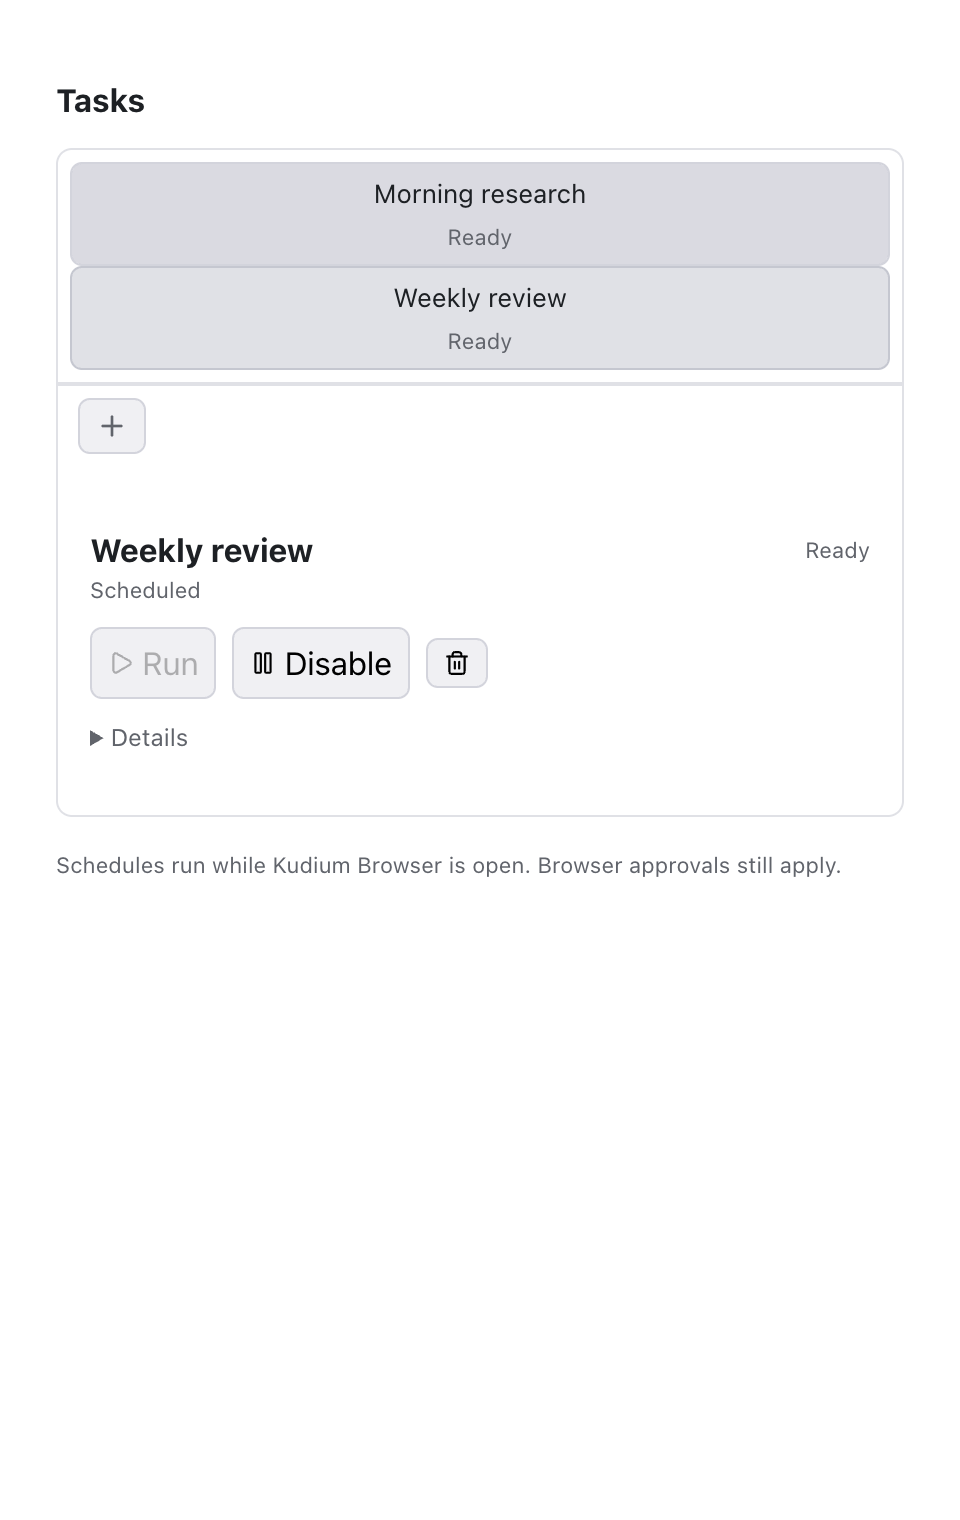 Tasks
Morning research
Ready
Weekly review
Ready
Weekly review
Ready
Scheduled
Run
Disable
Details
Schedules run while Kudium Browser is open. Browser approvals still apply.